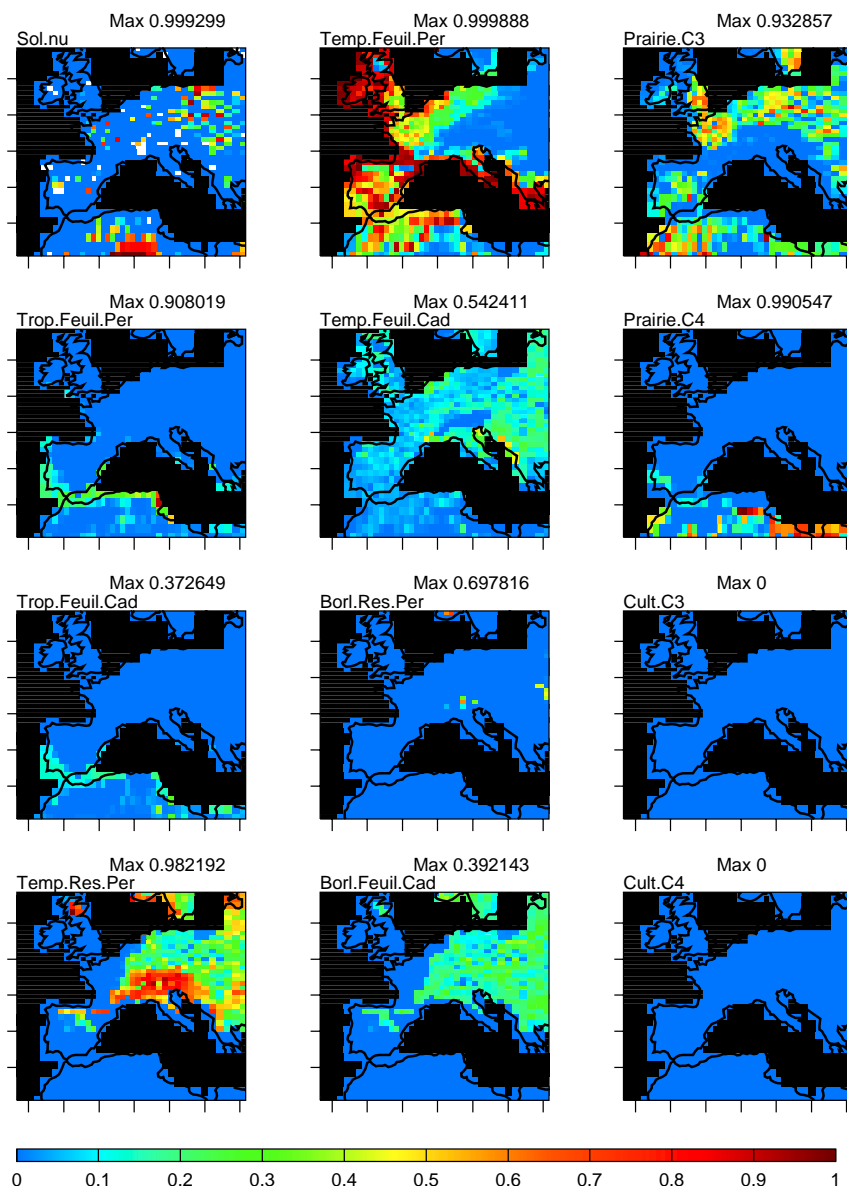 Max 0.999299 Max 0.999888 Max 0.932857
Sol.nu Temp.Feuil.Per Prairie.C3
Max 0.908019 Max 0.542411 Max 0.990547
Trop.Feuil.Per Temp.Feuil.Cad Prairie.C4
Max 0.372649 Max 0.697816 Max 0
Trop.Feuil.Cad Borl.Res.Per Cult.C3
Max 0.982192 Max 0.392143 Max 0
Temp.Res.Per Borl.Feuil.Cad Cult.C4
0 0.1 0.2 0.3 0.4 0.5 0.6 0.7 0.8 0.9 1